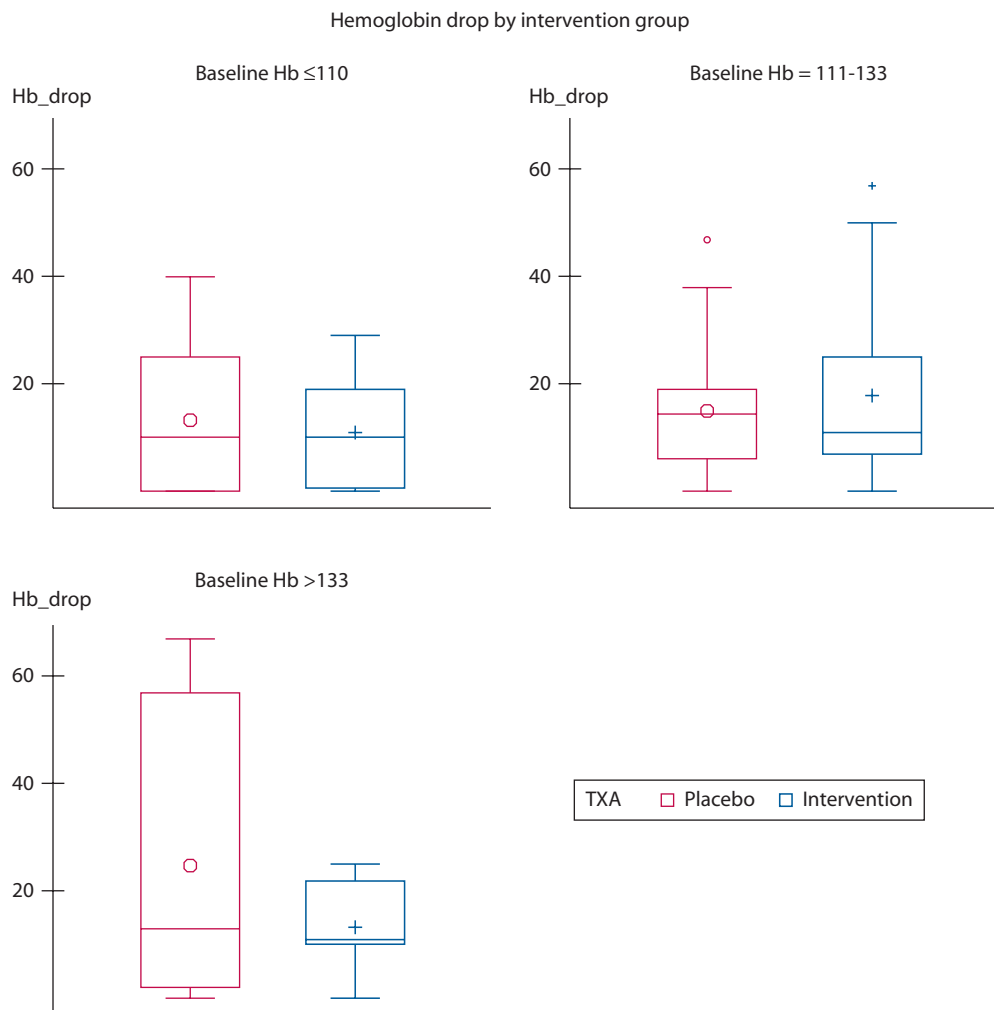 Hemoglobin drop by intervention group
Baseline Hb ≤110
Hb_drop
60
40
20
Baseline Hb = 111-133
Hb_drop
60
40
20
Baseline Hb >133
Hb_drop
60
40
20
TXA Placebo Intervention